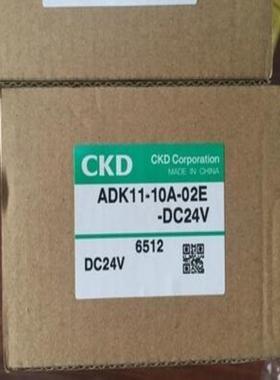 CKD
CKD Corporation
MADE IN CHINA
ADK11-10A-02E
-DC24V
6512
DC24V